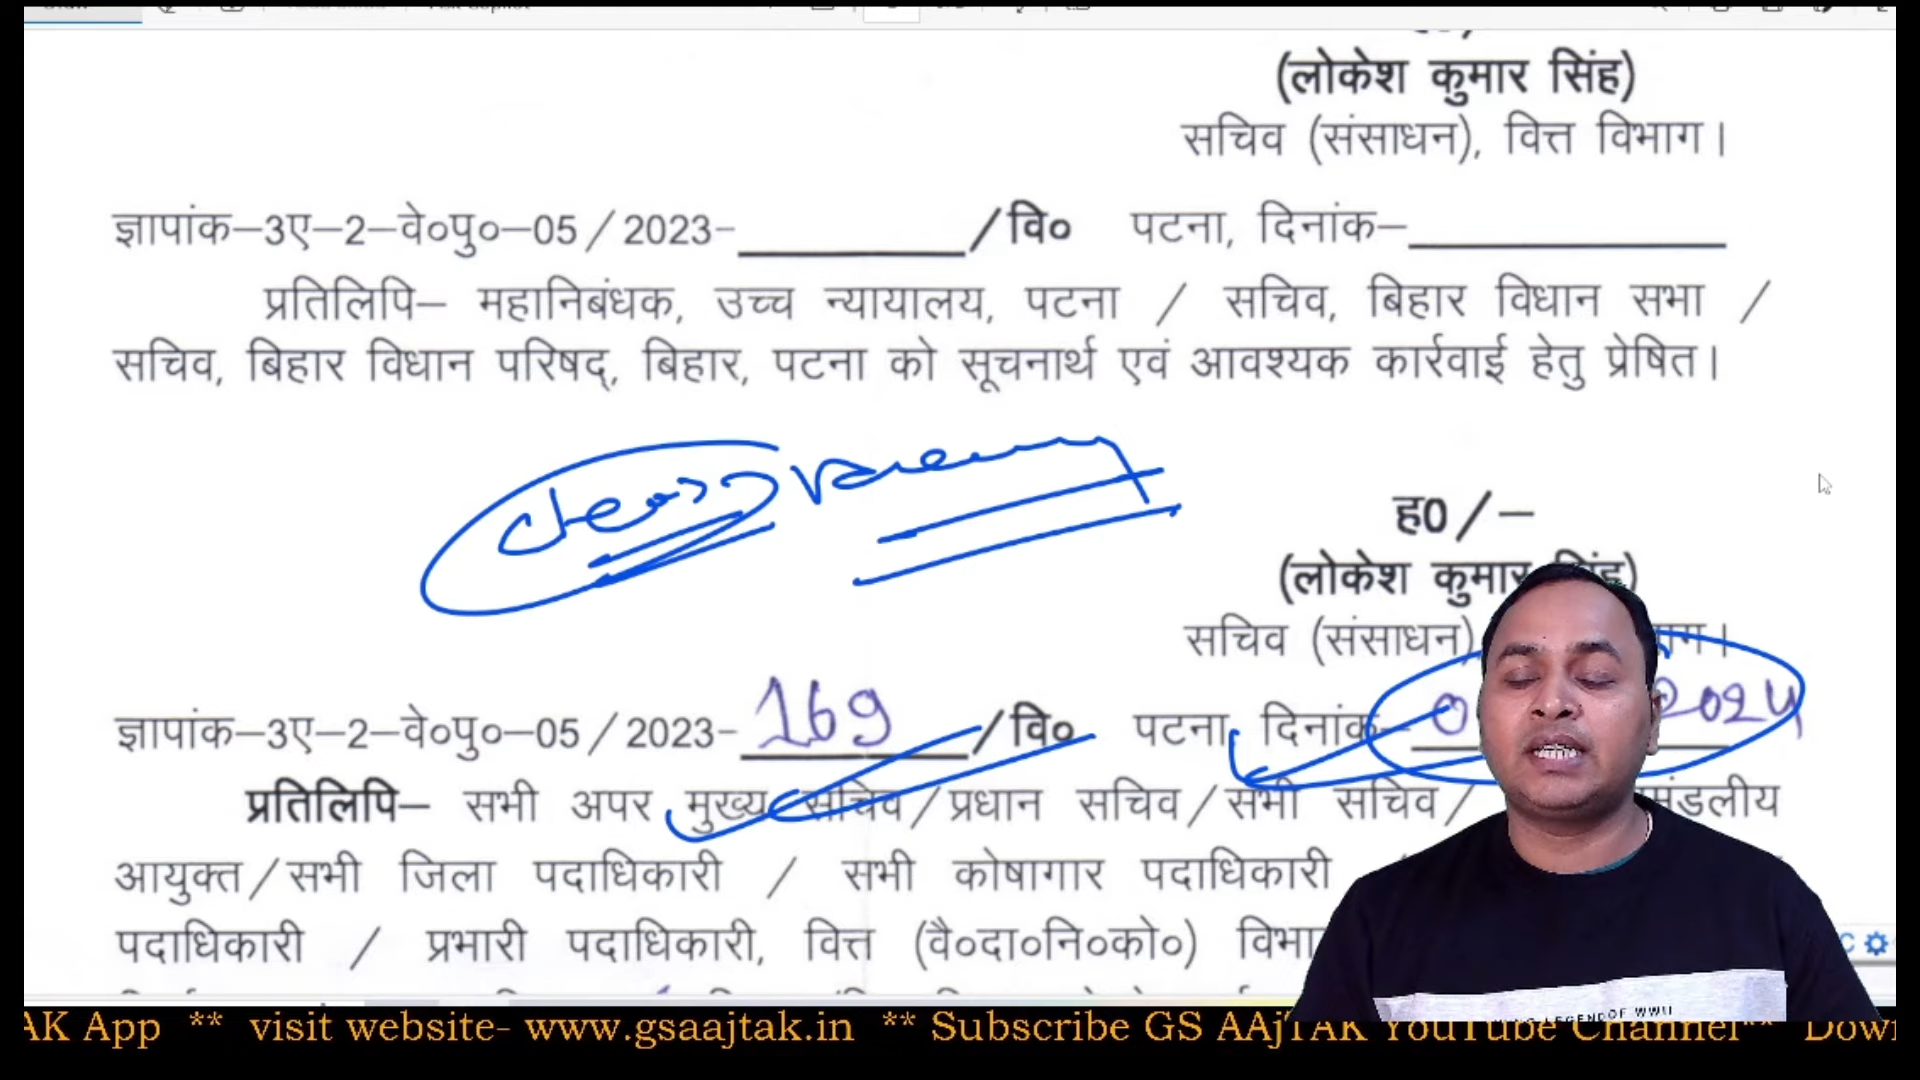 (लोकेश कुमार सिंह)
सचिव (संसाधन), वित्त विभाग।
ज्ञापांक–3ए–2–वे०पु०–05 / 2023- /वि० पटना, दिनांक–
प्रतिलिपि– महानिबंधक, उच्च न्यायालय, पटना / सचिव, बिहार विधान सभा /
सचिव, बिहार विधान परिषद्, बिहार, पटना को सूचनार्थ एवं आवश्यक कार्रवाई हेतु प्रेषित।
ह0/–
(लोकेश कुमार सिंह)
सचिव (संसाधन)
ज्ञापांक–3ए–2–वे०पु०–05 / 2023- 169 /वि० पटना, दिनांक–
प्रतिलिपि– सभी अपर मुख्य सचिव/प्रधान सचिव/सभी सचिव/
आयुक्त/सभी जिला पदाधिकारी / सभी कोषागार पदाधिकारी
पदाधिकारी / प्रभारी पदाधिकारी, वित्त (वै०दा०नि०को०)
AK App ** visit website- www.gsaajtak.in ** Subscribe GS AAjTAK YouTube Channel**